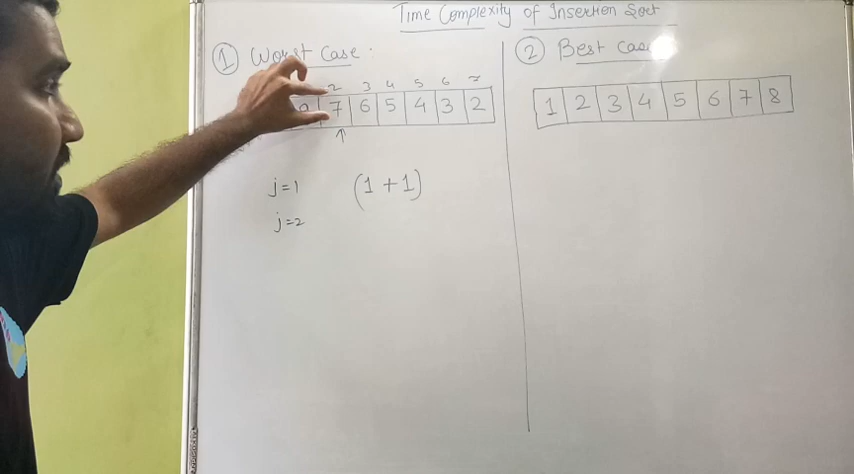 Time Complexity of Insertion Sort
① Worst Case.
② Best Case
2 3 4 5 6 7
9 7 6 5 4 3 2
1 2 3 4 5 6 7 8
↑
j=1 (1+1)
j=2